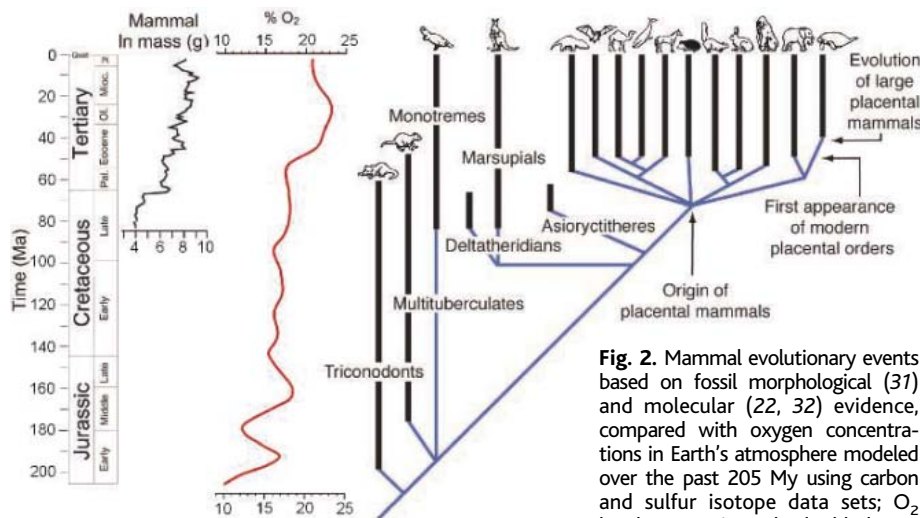 Mammal
ln mass (g)
% O2
10 15 20 25
Quat
0
20
40
60
80
100
120
140
160
180
200
Time (Ma)
Tertiary
Cretaceous
Jurassic
Mioc.
Ol.
Eocene
Pal.
Late
Early
Late
Middle
Early
4 6 8 10
10 15 20 25
Monotremes
Marsupials
Deltatheridians
Asioryctitheres
Multituberculates
Triconodonts
Evolution
of large
placental
mammals
First appearance
of modern
placental orders
Origin of
placental mammals
Fig. 2. Mammal evolutionary events
based on fossil morphological (31)
and molecular (22, 32) evidence,
compared with oxygen concentra-
tions in Earth's atmosphere modeled
over the past 205 My using carbon
and sulfur isotope data sets; O2